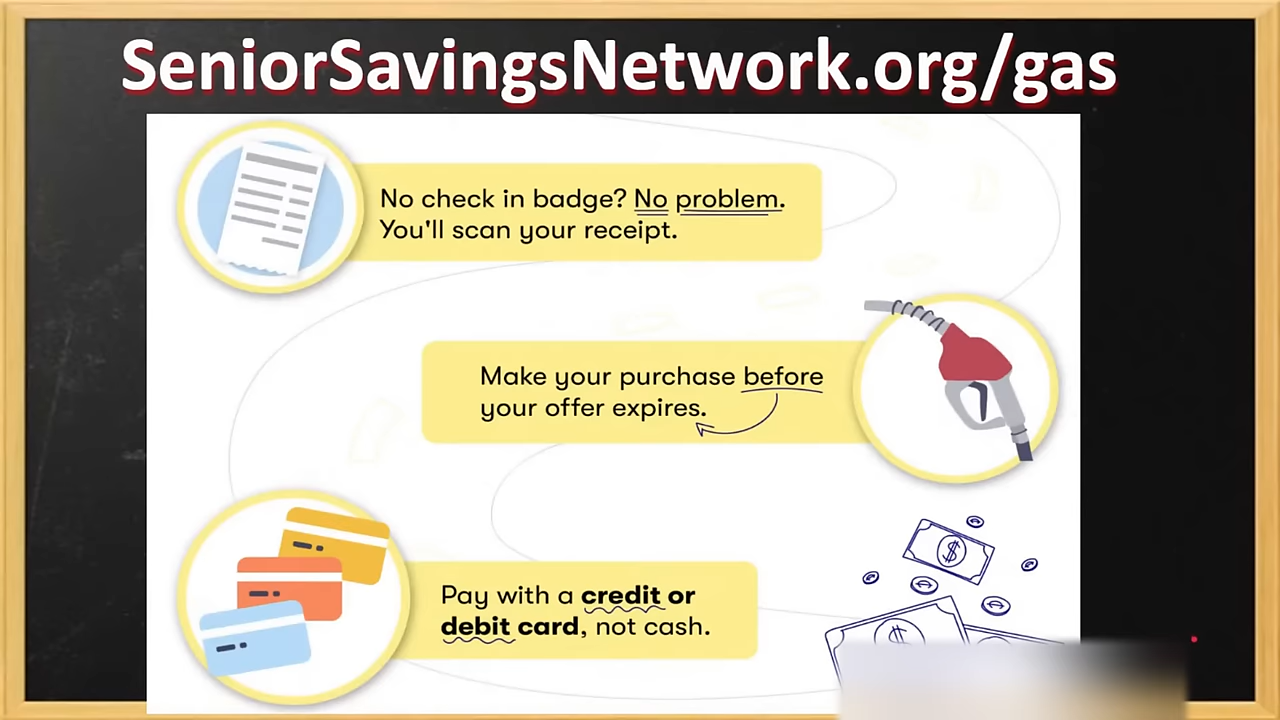 SeniorSavingsNetwork.org/gas
No check in badge? No problem.
You'll scan your receipt.
Make your purchase before
your offer expires.
Pay with a credit or
debit card, not cash.